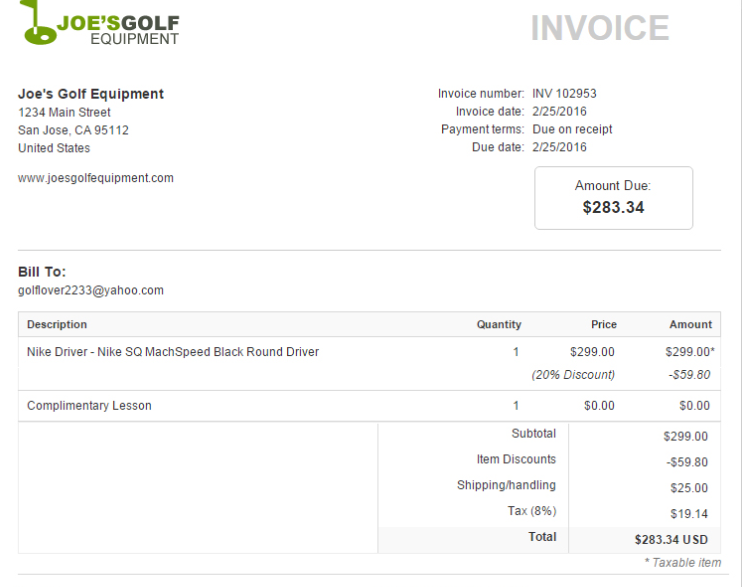 JOE'SGOLF
EQUIPMENT
INVOICE
Joe's Golf Equipment
1234 Main Street
San Jose, CA 95112
United States
www.joesgolfequipment.com
Invoice number: INV 102953
Invoice date: 2/25/2016
Payment terms: Due on receipt
Due date: 2/25/2016
Amount Due:
$283.34
Bill To:
golflover2233@yahoo.com
Description Quantity Price Amount
Nike Driver - Nike SQ MachSpeed Black Round Driver 1 $299.00 $299.00*
(20% Discount) -$59.80
Complimentary Lesson 1 $0.00 $0.00
Subtotal $299.00
Item Discounts -$59.80
Shipping/handling $25.00
Tax (8%) $19.14
Total $283.34 USD
* Taxable item